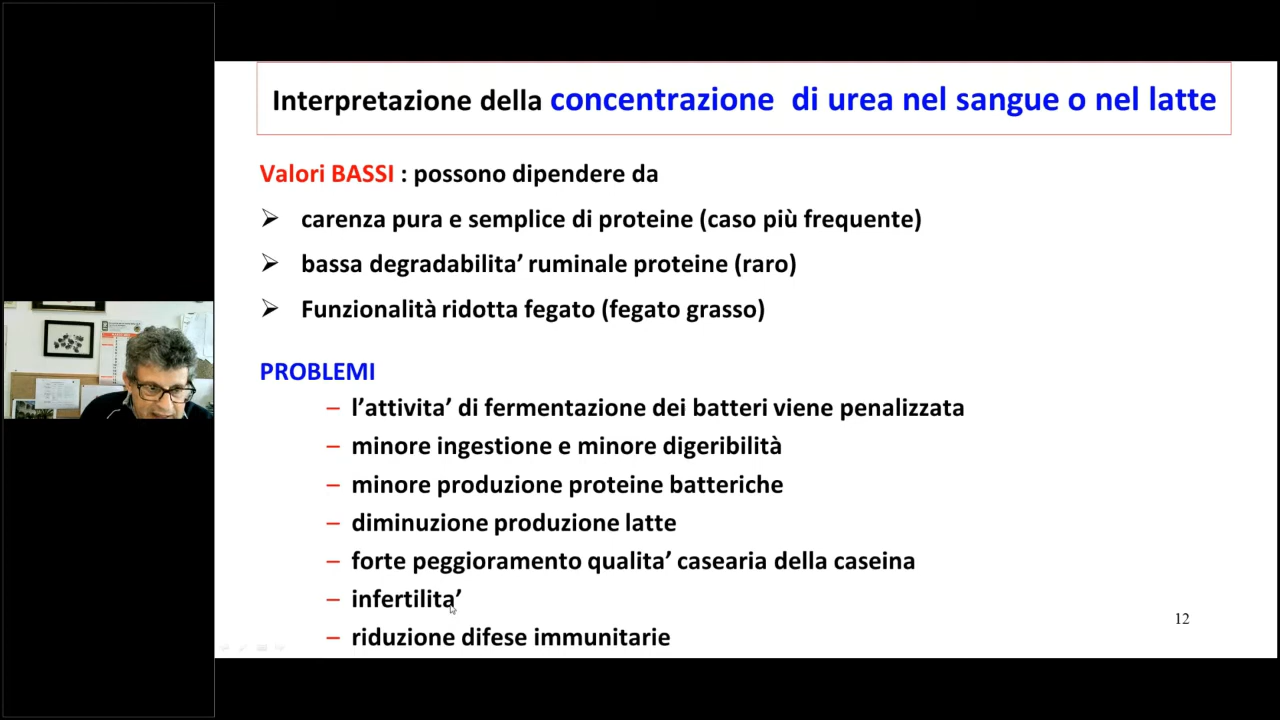 Interpretazione della concentrazione di urea nel sangue o nel latte
Valori BASSI : possono dipendere da
➢ carenza pura e semplice di proteine (caso più frequente)
➢ bassa degradabilita’ ruminale proteine (raro)
➢ Funzionalità ridotta fegato (fegato grasso)
PROBLEMI
– l’attivita’ di fermentazione dei batteri viene penalizzata
– minore ingestione e minore digeribilità
– minore produzione proteine batteriche
– diminuzione produzione latte
– forte peggioramento qualita’ casearia della caseina
– infertilita’
– riduzione difese immunitarie
12